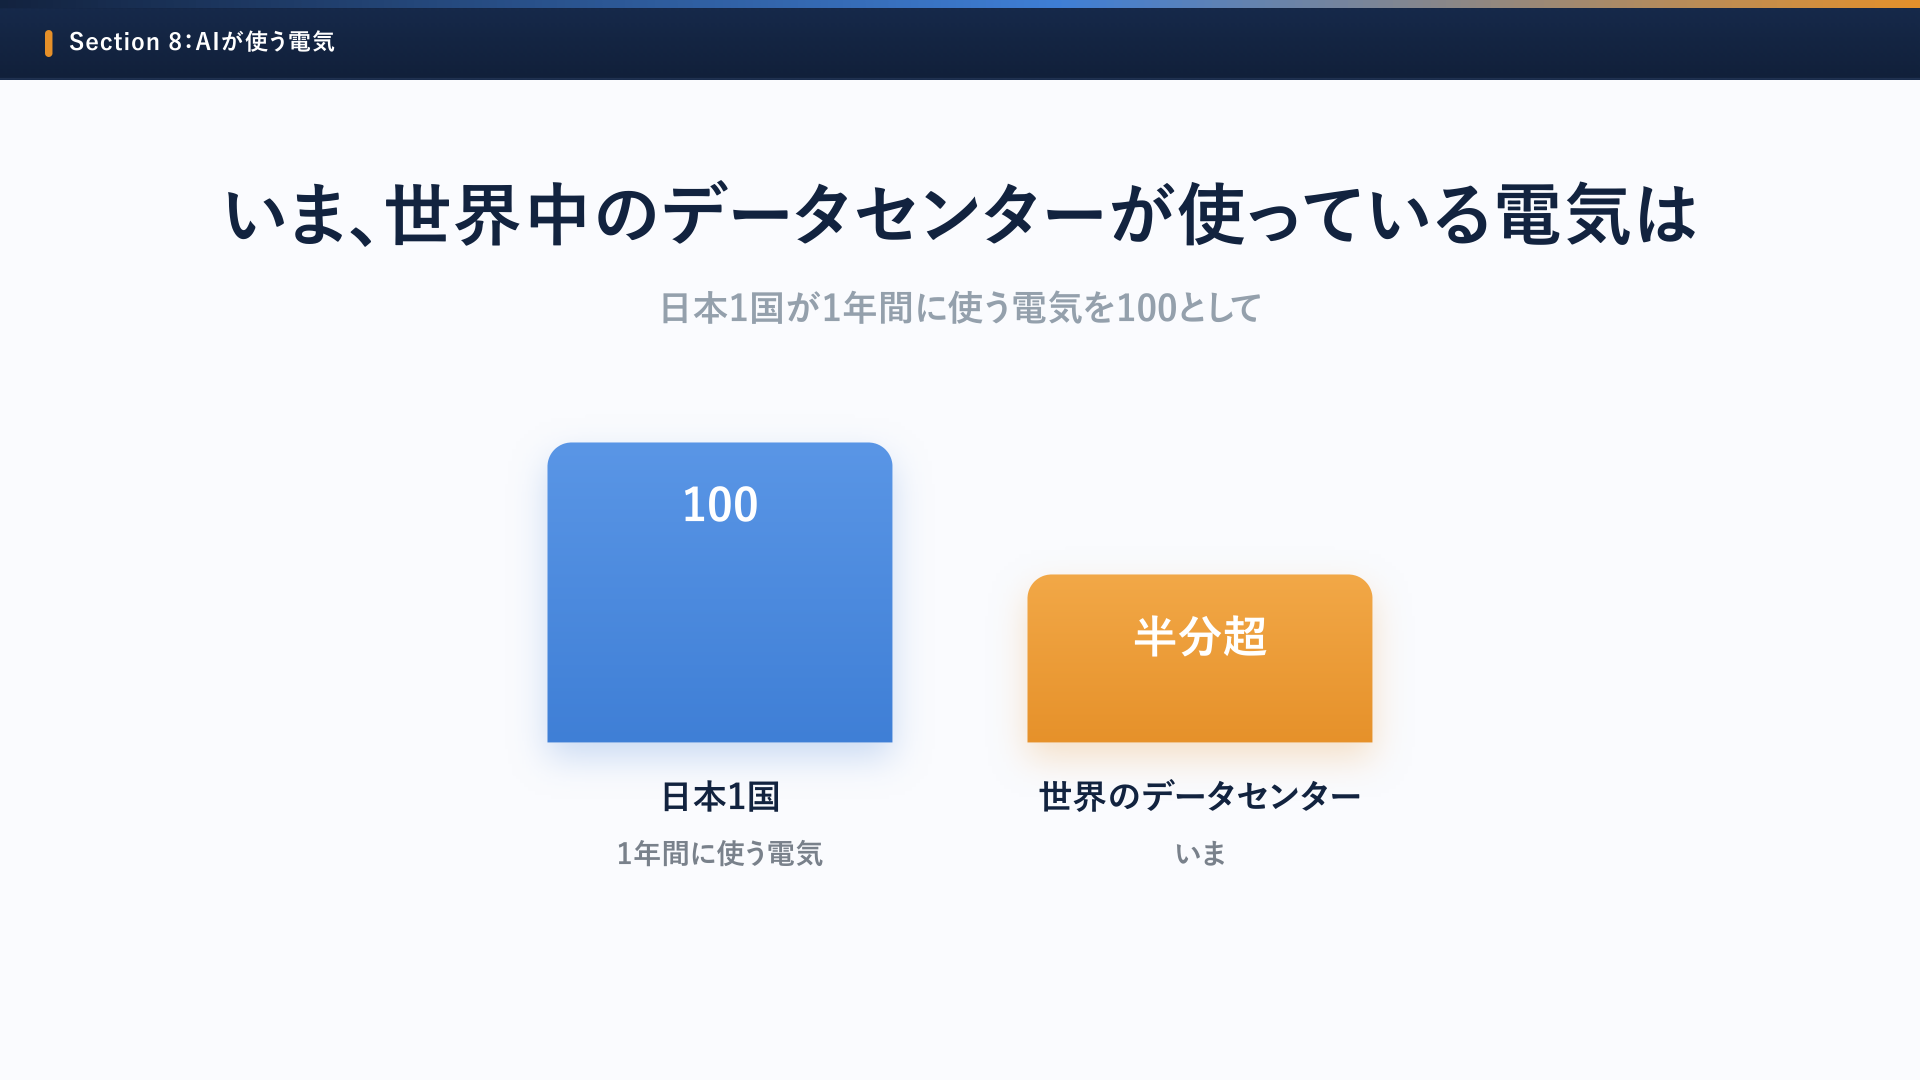 Section 8：AIが使う電気
いま、世界中のデータセンターが使っている電気は
日本1国が1年間に使う電気を100として
100
半分超
日本1国
世界のデータセンター
1年間に使う電気
いま